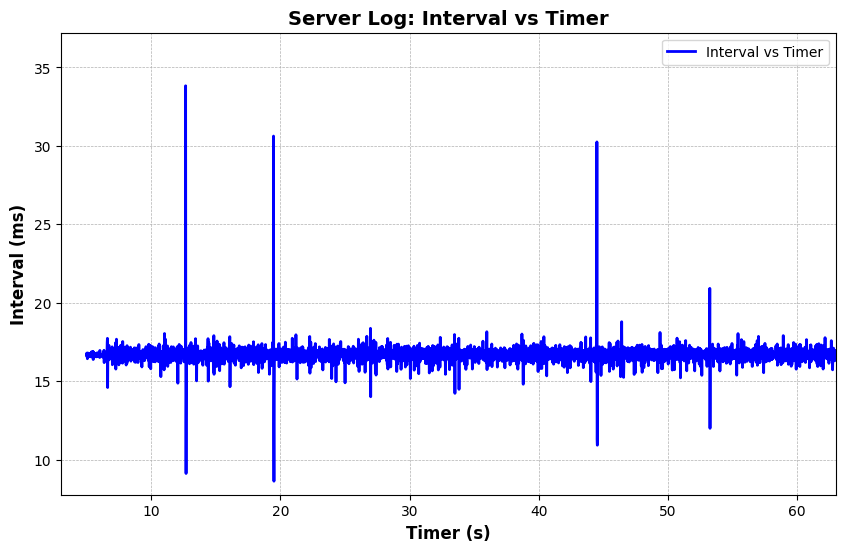 Server Log: Interval vs Timer
Interval vs Timer
35
30
25
20
15
10
Interval (ms)
10 20 30 40 50 60
Timer (s)